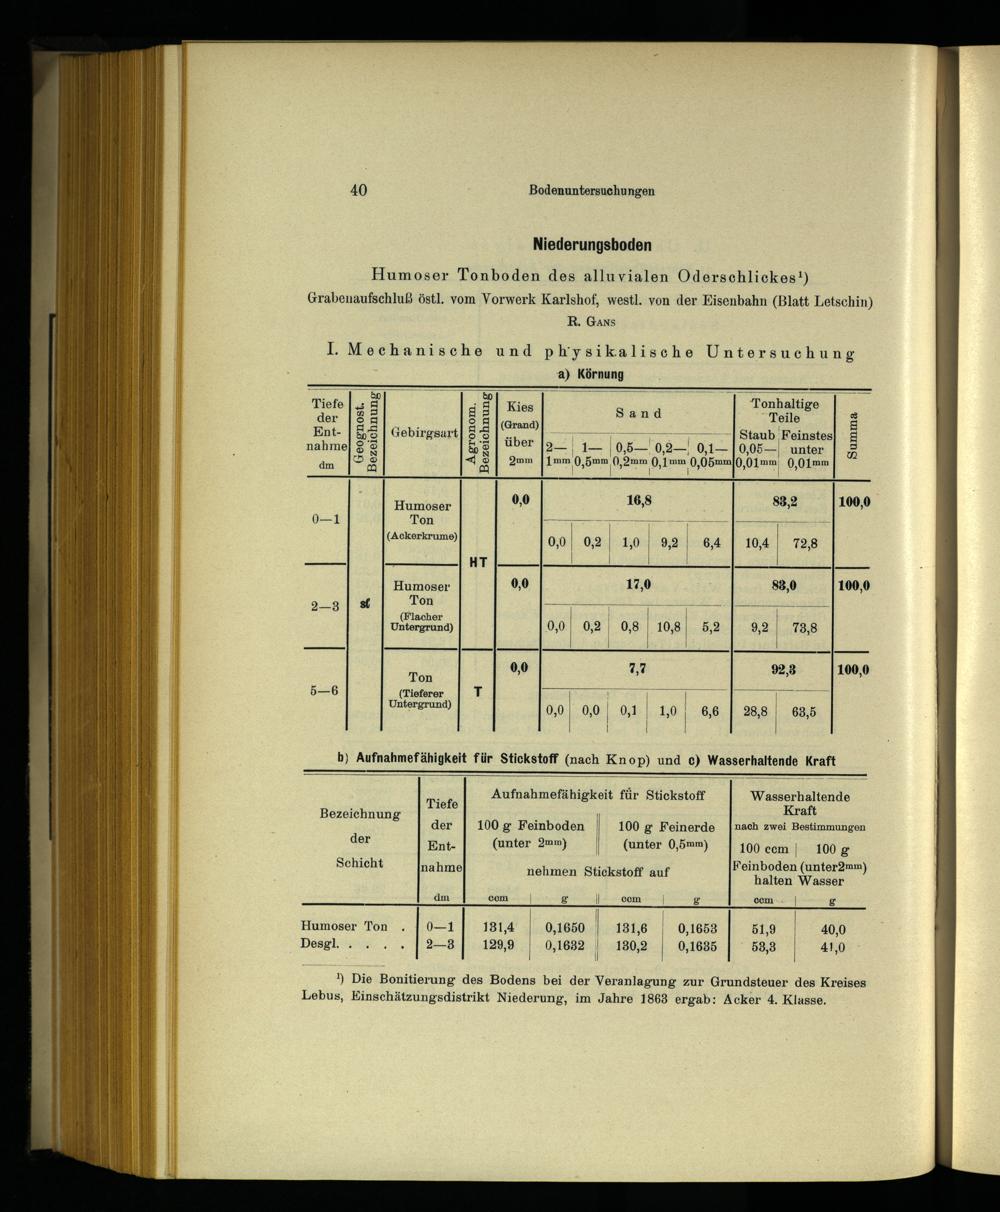 40 Bodenuntersuchungen
Niederungsboden
Humoser Tonboden des alluvialen Oderschlickes¹)
Grabenaufschluß östl. vom Vorwerk Karlshof, westl. von der Eisenbahn (Blatt Letschin)
R. Gans
I. Mechanische und physikalische Untersuchung
a) Körnung
Tiefe der Ent-nahme dm | Geognost. Bezeichnung | Gebirgsart | Agronom. Bezeichnung | Kies (Grand) über 2mm | Sand | Tonhaltige Teile | Summa
2—1mm | 1—0,5mm | 0,5—0,2mm | 0,2—0,1mm | 0,1—0,05mm | Staub 0,05—0,01mm | Feinstes unter 0,01mm
0—1 | Humoser Ton (Ackerkrume) | HT | 0,0 | 16,8 | 83,2 | 100,0
0,0 | 0,2 | 1,0 | 9,2 | 6,4 | 10,4 | 72,8
2—3 | sf | Humoser Ton (Flacher Untergrund) | 0,0 | 17,0 | 83,0 | 100,0
0,0 | 0,2 | 0,8 | 10,8 | 5,2 | 9,2 | 73,8
5—6 | Ton (Tieferer Untergrund) | T | 0,0 | 7,7 | 92,3 | 100,0
0,0 | 0,0 | 0,1 | 1,0 | 6,6 | 28,8 | 63,5
b) Aufnahmefähigkeit für Stickstoff (nach Knop) und c) Wasserhaltende Kraft
Bezeichnung der Schicht | Tiefe der Ent-nahme dm | Aufnahmefähigkeit für Stickstoff | Wasserhaltende Kraft nach zwei Bestimmungen
100 g Feinboden (unter 2mm) | 100 g Feinerde (unter 0,5mm) | 100 ccm | 100 g
nehmen Stickstoff auf | Feinboden (unter 2mm) halten Wasser
ccm | g | ccm | g | ccm | g
Humoser Ton . | 0—1 | 131,4 | 0,1650 | 131,6 | 0,1653 | 51,9 | 40,0
Desgl. . . . . | 2—3 | 129,9 | 0,1632 | 130,2 | 0,1635 | 53,3 | 41,0
¹) Die Bonitierung des Bodens bei der Veranlagung zur Grundsteuer des Kreises
Lebus, Einschätzungsdistrikt Niederung, im Jahre 1863 ergab: Acker 4. Klasse.